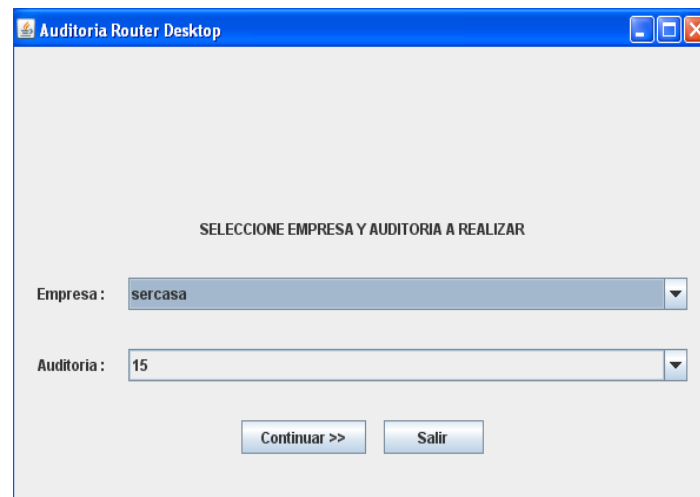 Auditoria Router Desktop
SELECCIONE EMPRESA Y AUDITORIA A REALIZAR
Empresa : sercasa
Auditoria : 15
Continuar >> Salir